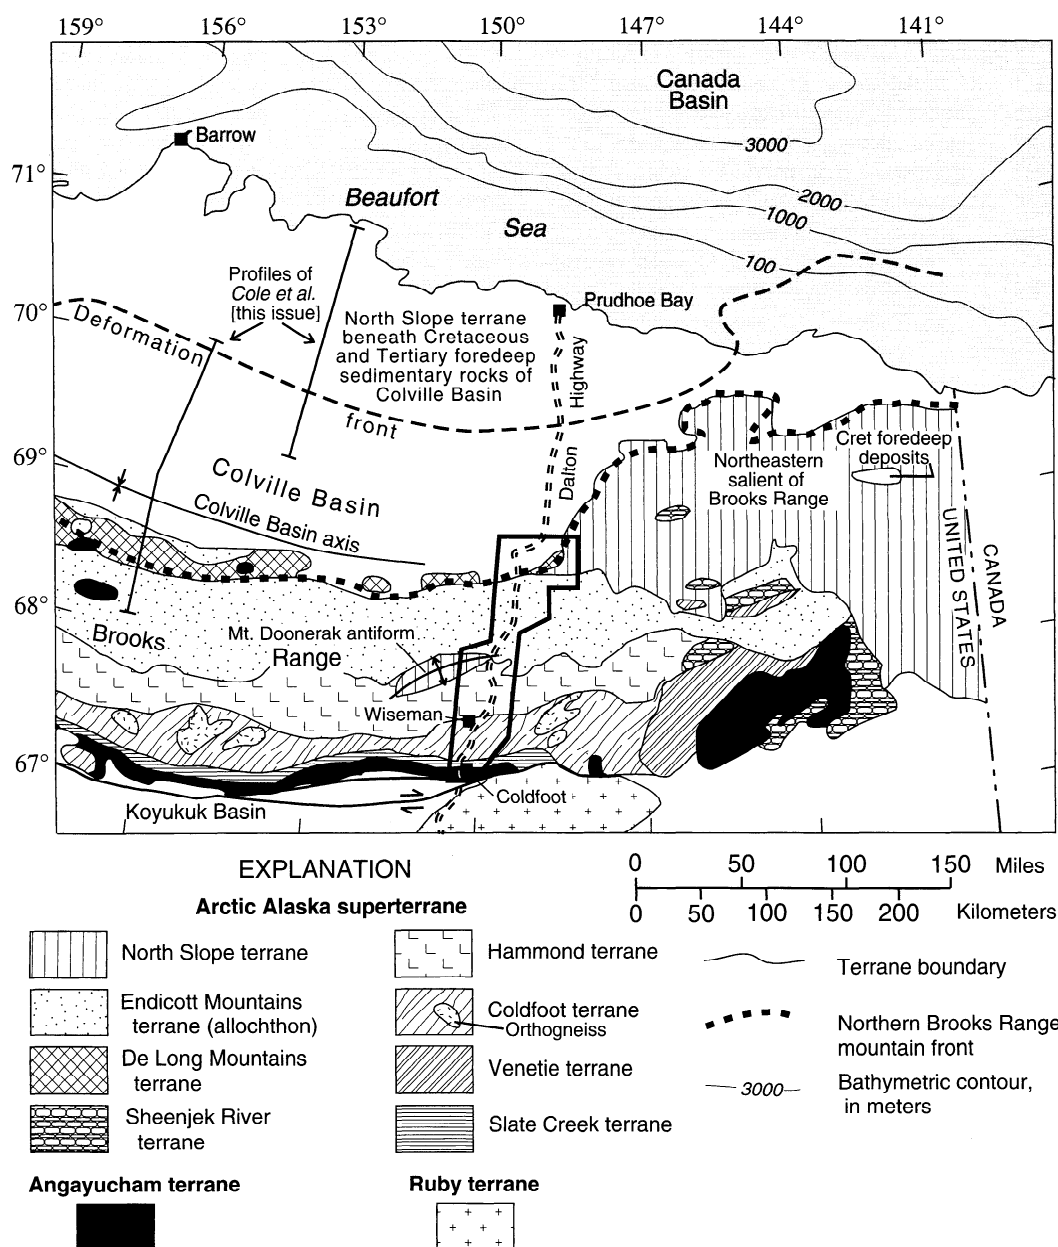 159° 156° 153° 150° 147° 144° 141°
Canada
Basin
3000
Barrow
71°
2000
Beaufort
1000
Sea
100
Profiles of
Cole et al.
[this issue]
70°
Prudhoe Bay
Deformation
front
North Slope terrane
beneath Cretaceous
and Tertiary foredeep
sedimentary rocks of
Colville Basin
Highway
Dalton
69°
Cret foredeep
deposits
Northeastern
salient of
Brooks Range
Colville Basin
Colville Basin axis
UNITED STATES
CANADA
68°
Brooks
Mt. Doonerak antiform
Range
Wiseman
67°
Coldfoot
Koyukuk Basin
EXPLANATION
0 50 100 150 Miles
0 50 100 150 200 Kilometers
Arctic Alaska superterrane
North Slope terrane
Endicott Mountains
terrane (allochthon)
De Long Mountains
terrane
Sheenjek River
terrane
Hammond terrane
Coldfoot terrane
Orthogneiss
Venetie terrane
Slate Creek terrane
Terrane boundary
Northern Brooks Range
mountain front
3000
Bathymetric contour,
in meters
Angayucham terrane
Ruby terrane